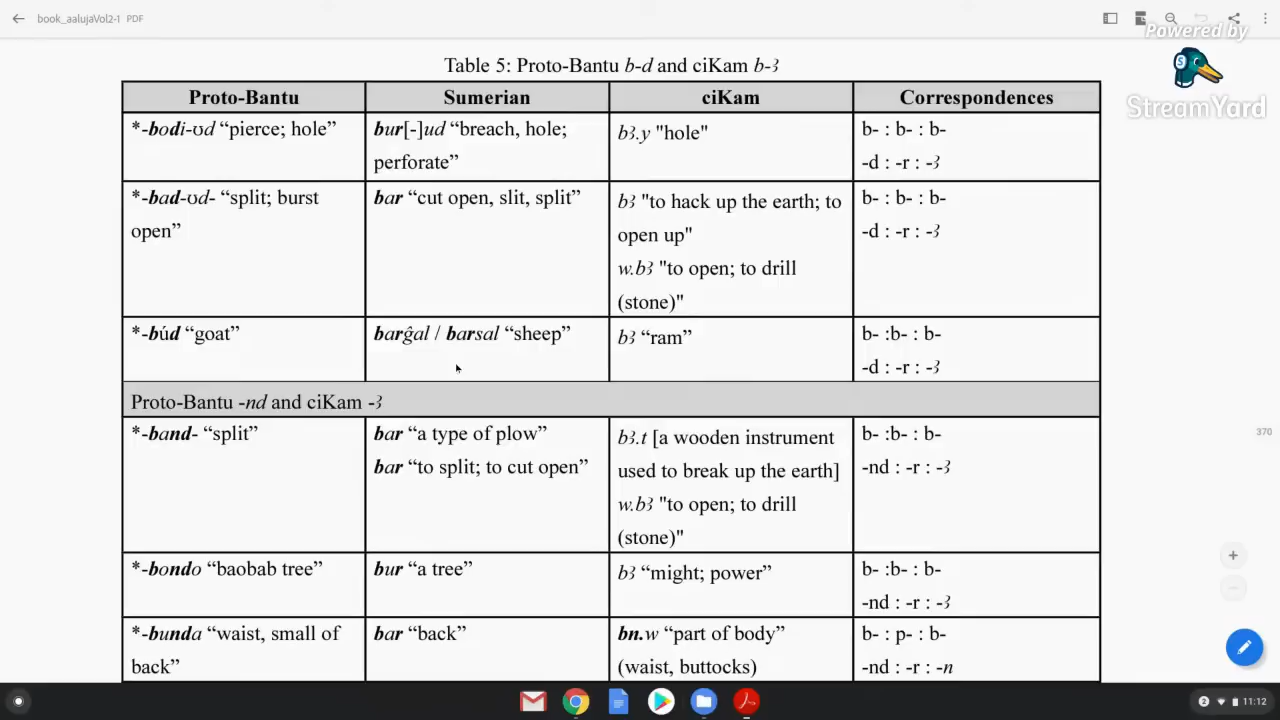 book_aalujaVol2-1 PDF
Powered by
StreamYard
Table 5: Proto-Bantu b-d and ciKam b-ꜣ
Proto-Bantu Sumerian ciKam Correspondences
*-bodi-ʊd “pierce; hole” bur[-]ud “breach, hole; bꜣ.y "hole" b- : b- : b-
perforate” -d : -r : -ꜣ
*-bad-ʊd- “split; burst bar “cut open, slit, split” bꜣ "to hack up the earth; to b- : b- : b-
open” open up" -d : -r : -ꜣ
w.bꜣ "to open; to drill
(stone)"
*-búd “goat” barĝal / barsal “sheep” bꜣ “ram” b- :b- : b-
-d : -r : -ꜣ
Proto-Bantu -nd and ciKam -ꜣ
*-band- “split” bar “a type of plow” bꜣ.t [a wooden instrument b- :b- : b-
bar “to split; to cut open” used to break up the earth] -nd : -r : -ꜣ
w.bꜣ "to open; to drill
(stone)"
*-bondo “baobab tree” bur “a tree” bꜣ “might; power” b- :b- : b-
-nd : -r : -ꜣ
*-bunda “waist, small of bar “back” bn.w “part of body” b- : p- : b-
back” (waist, buttocks) -nd : -r : -n
370
2 11:12